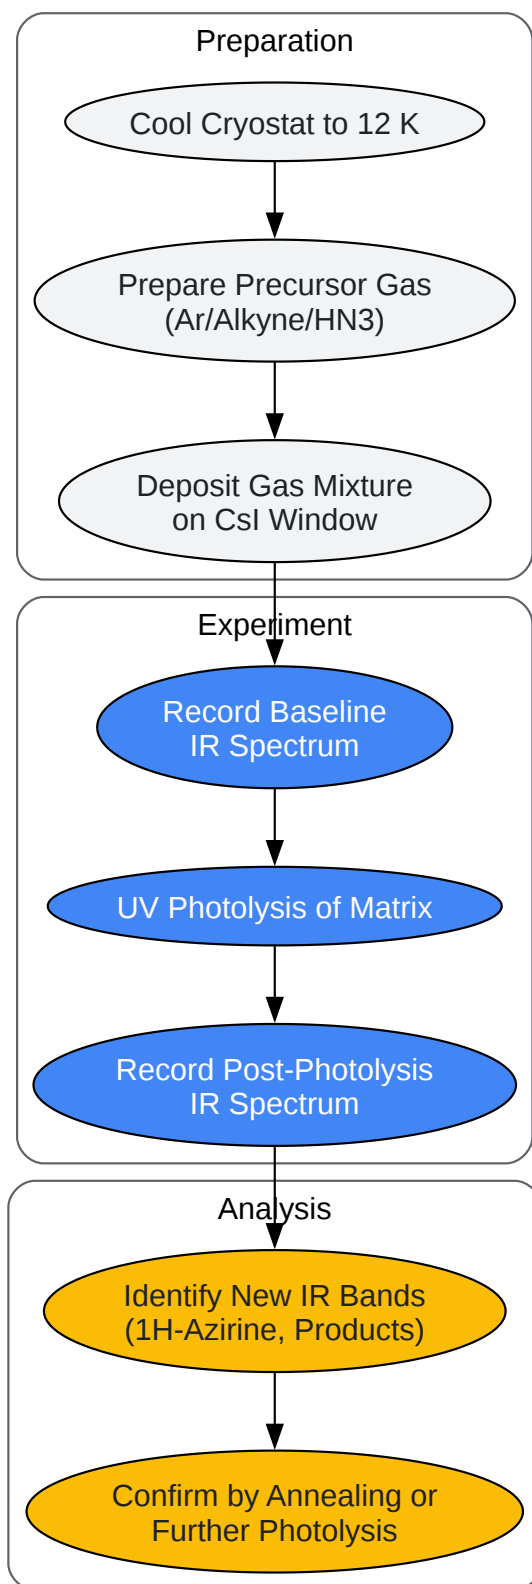 Preparation
Cool Cryostat to 12 K
Prepare Precursor Gas
(Ar/Alkyne/HN3)
Deposit Gas Mixture
on CsI Window
Experiment
Record Baseline
IR Spectrum
UV Photolysis of Matrix
Record Post-Photolysis
IR Spectrum
Analysis
Identify New IR Bands
(1H-Azirine, Products)
Confirm by Annealing or
Further Photolysis